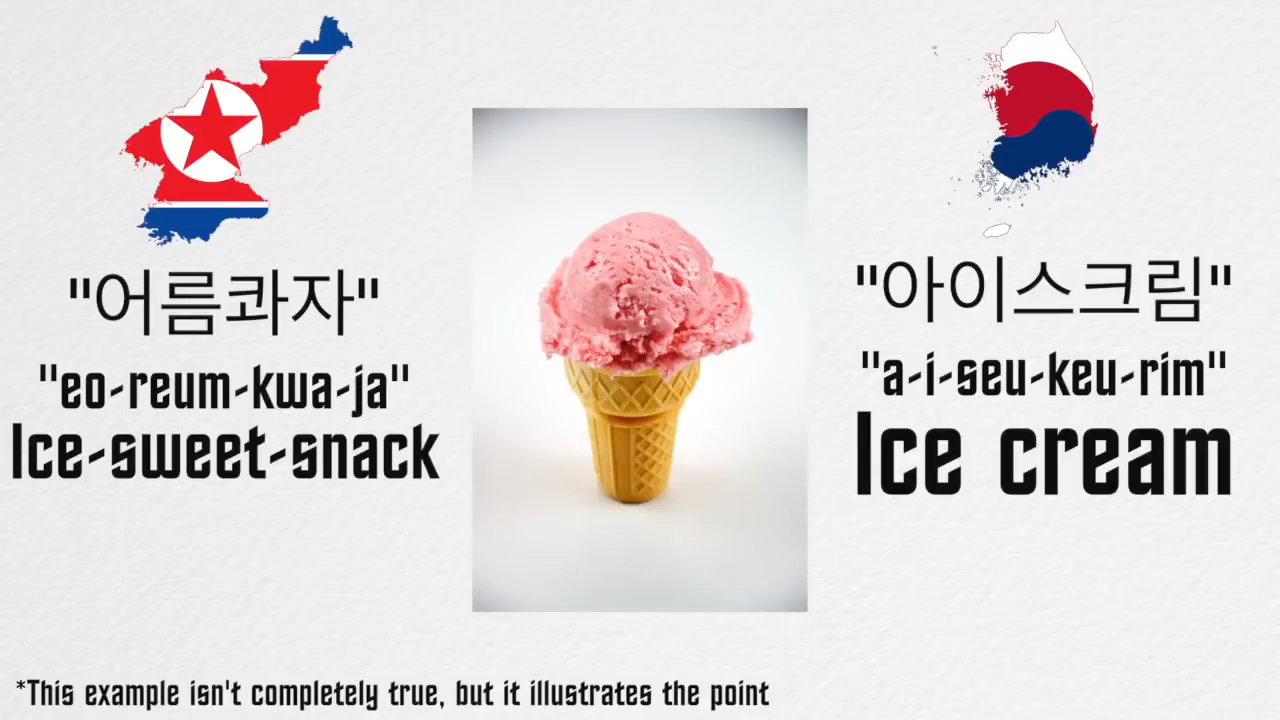 "어름콰자"
"eo-reum-kwa-ja"
Ice-sweet-snack
"아이스크림"
"a-i-seu-keu-rim"
Ice cream
*This example isn't completely true, but it illustrates the point